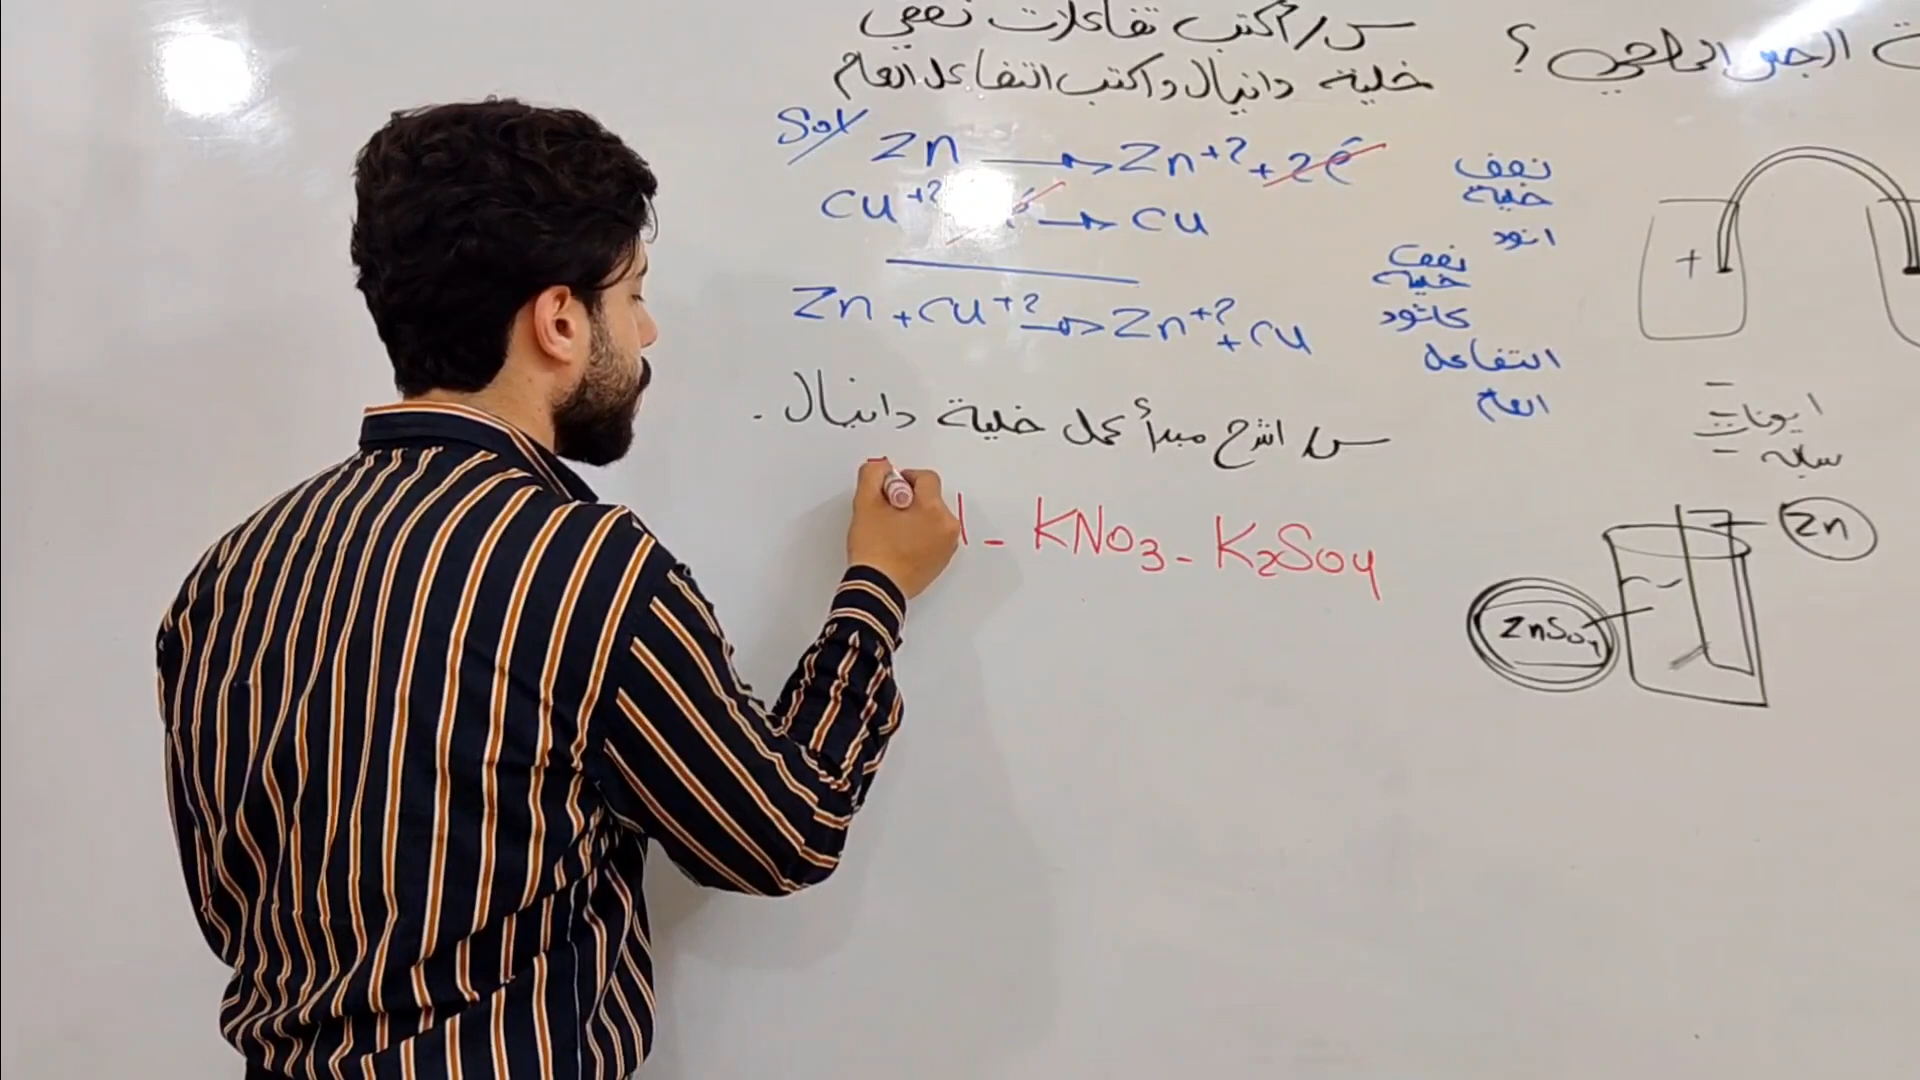 ة الجسر الملحي ؟
س/ اكتب تفاعلات نصفي
خلية دانيال واكتب التفاعل العام
Sol/ Zn → Zn+2 + 2e-
نصف خلية انود
Cu+2 → Cu
نصف خلية كاثود
Zn + Cu+2 → Zn+2 + Cu
التفاعل العام
س/ اشرح مبدأ عمل خلية دانيال .
l - KNO3 - K2SO4
+
- ايونات
- سالبة
Zn
ZnSO4